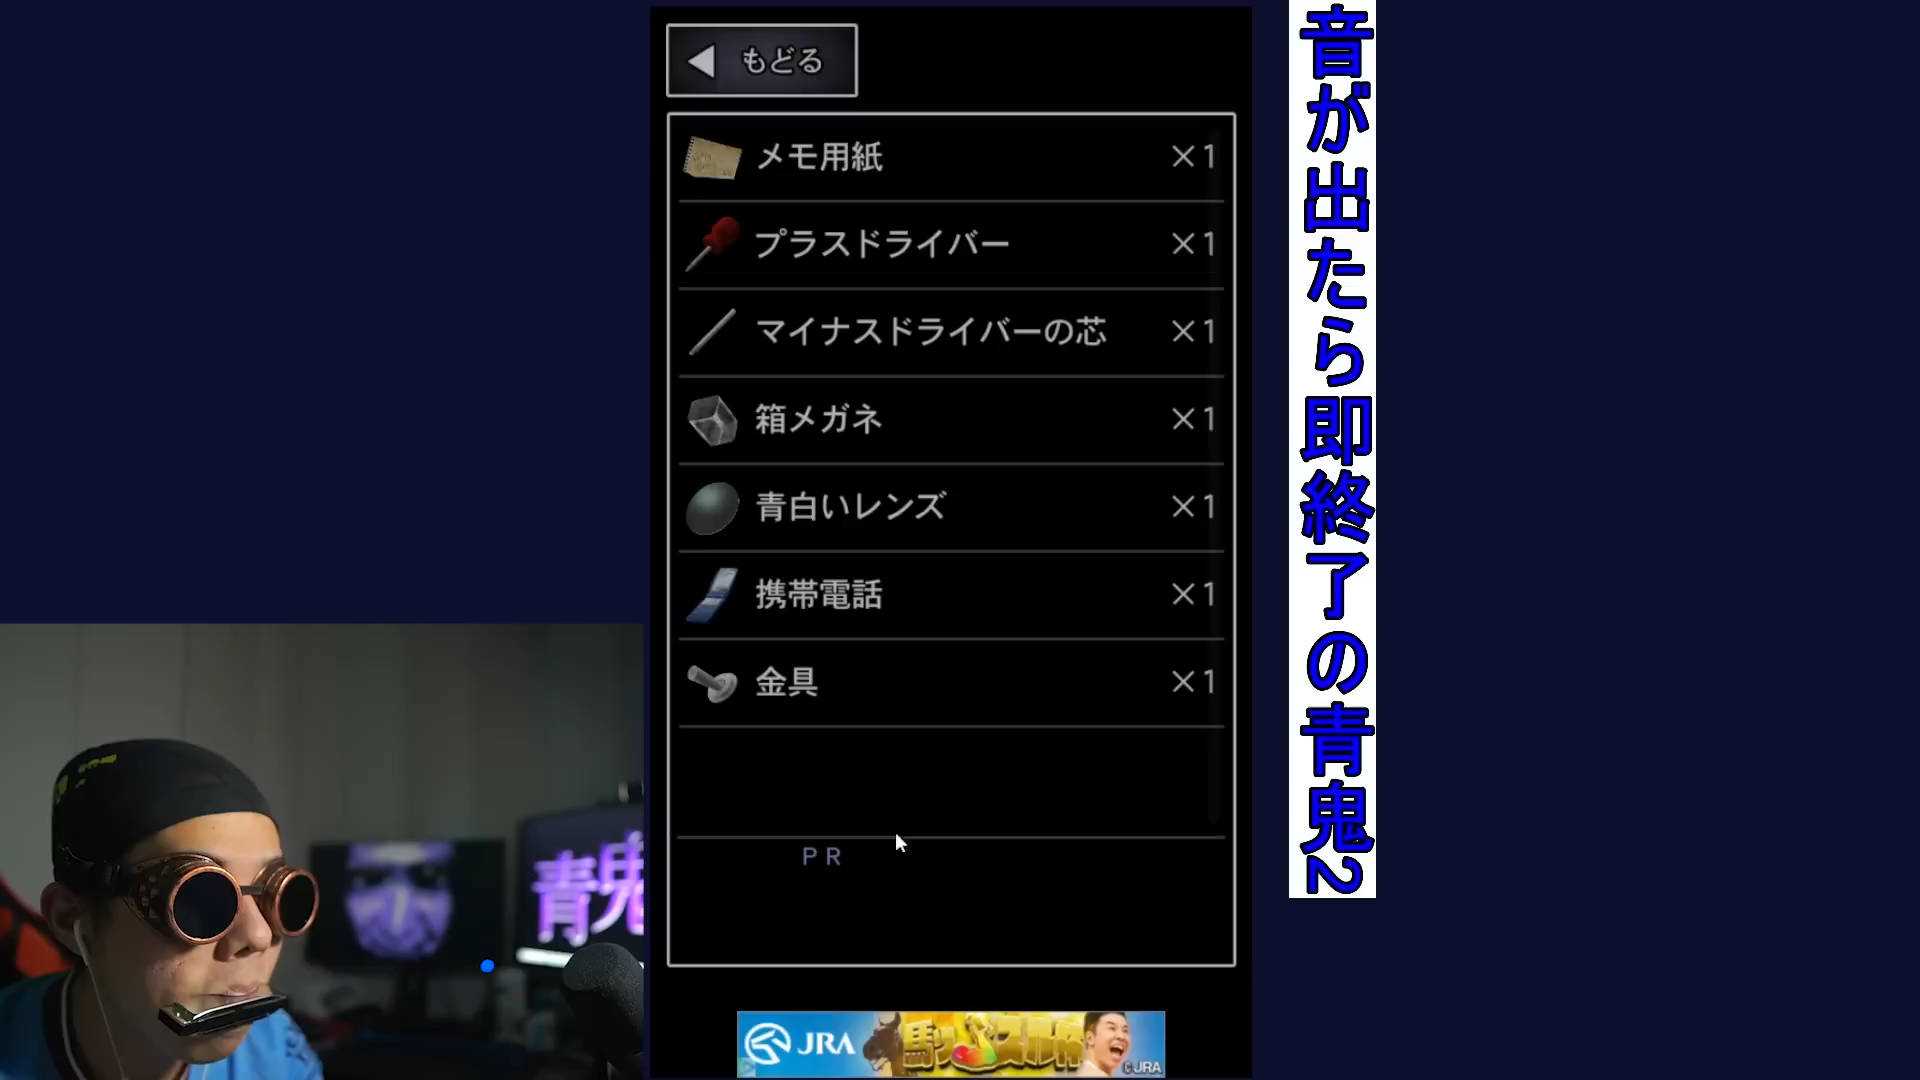 もどる
メモ用紙 ×1
プラスドライバー ×1
マイナスドライバーの芯 ×1
箱メガネ ×1
青白いレンズ ×1
携帯電話 ×1
金具 ×1
PR
JRA
©JRA
音が出たら即終了の青鬼2
青鬼